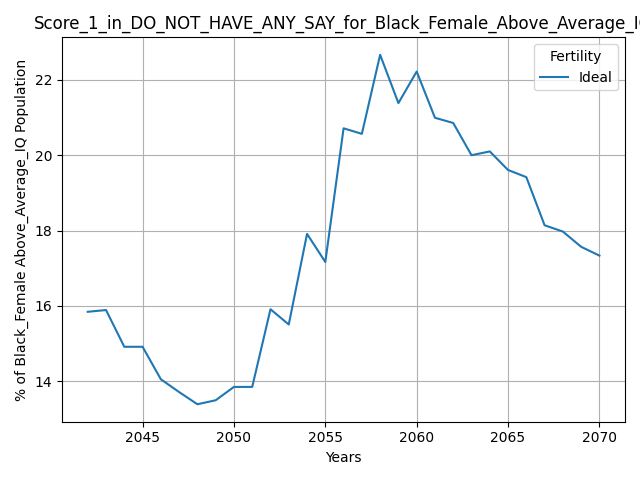 Score_1_in_DO_NOT_HAVE_ANY_SAY_for_Black_Female_Above_Average_I
Fertility
Ideal
% of Black_Female Above_Average_IQ Population
22
20
18
16
14
2045 2050 2055 2060 2065 2070
Years